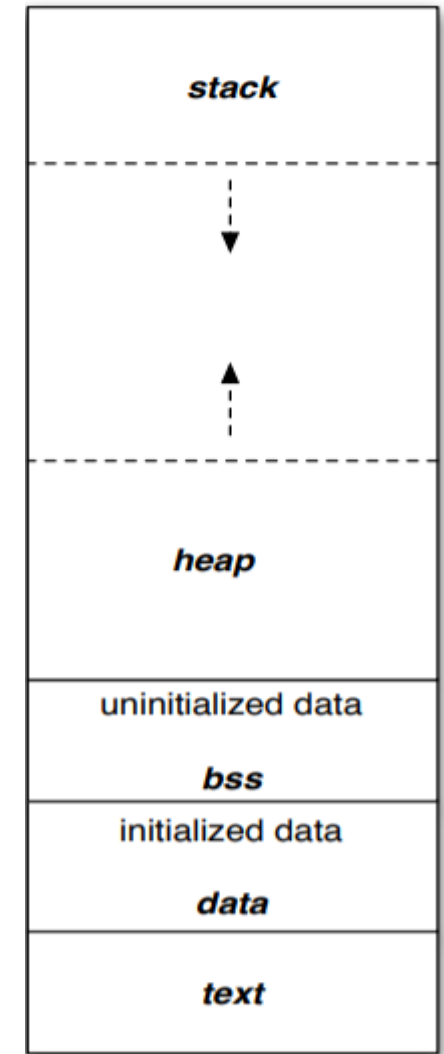 stack
heap
uninitialized data
bss
initialized data
data
text